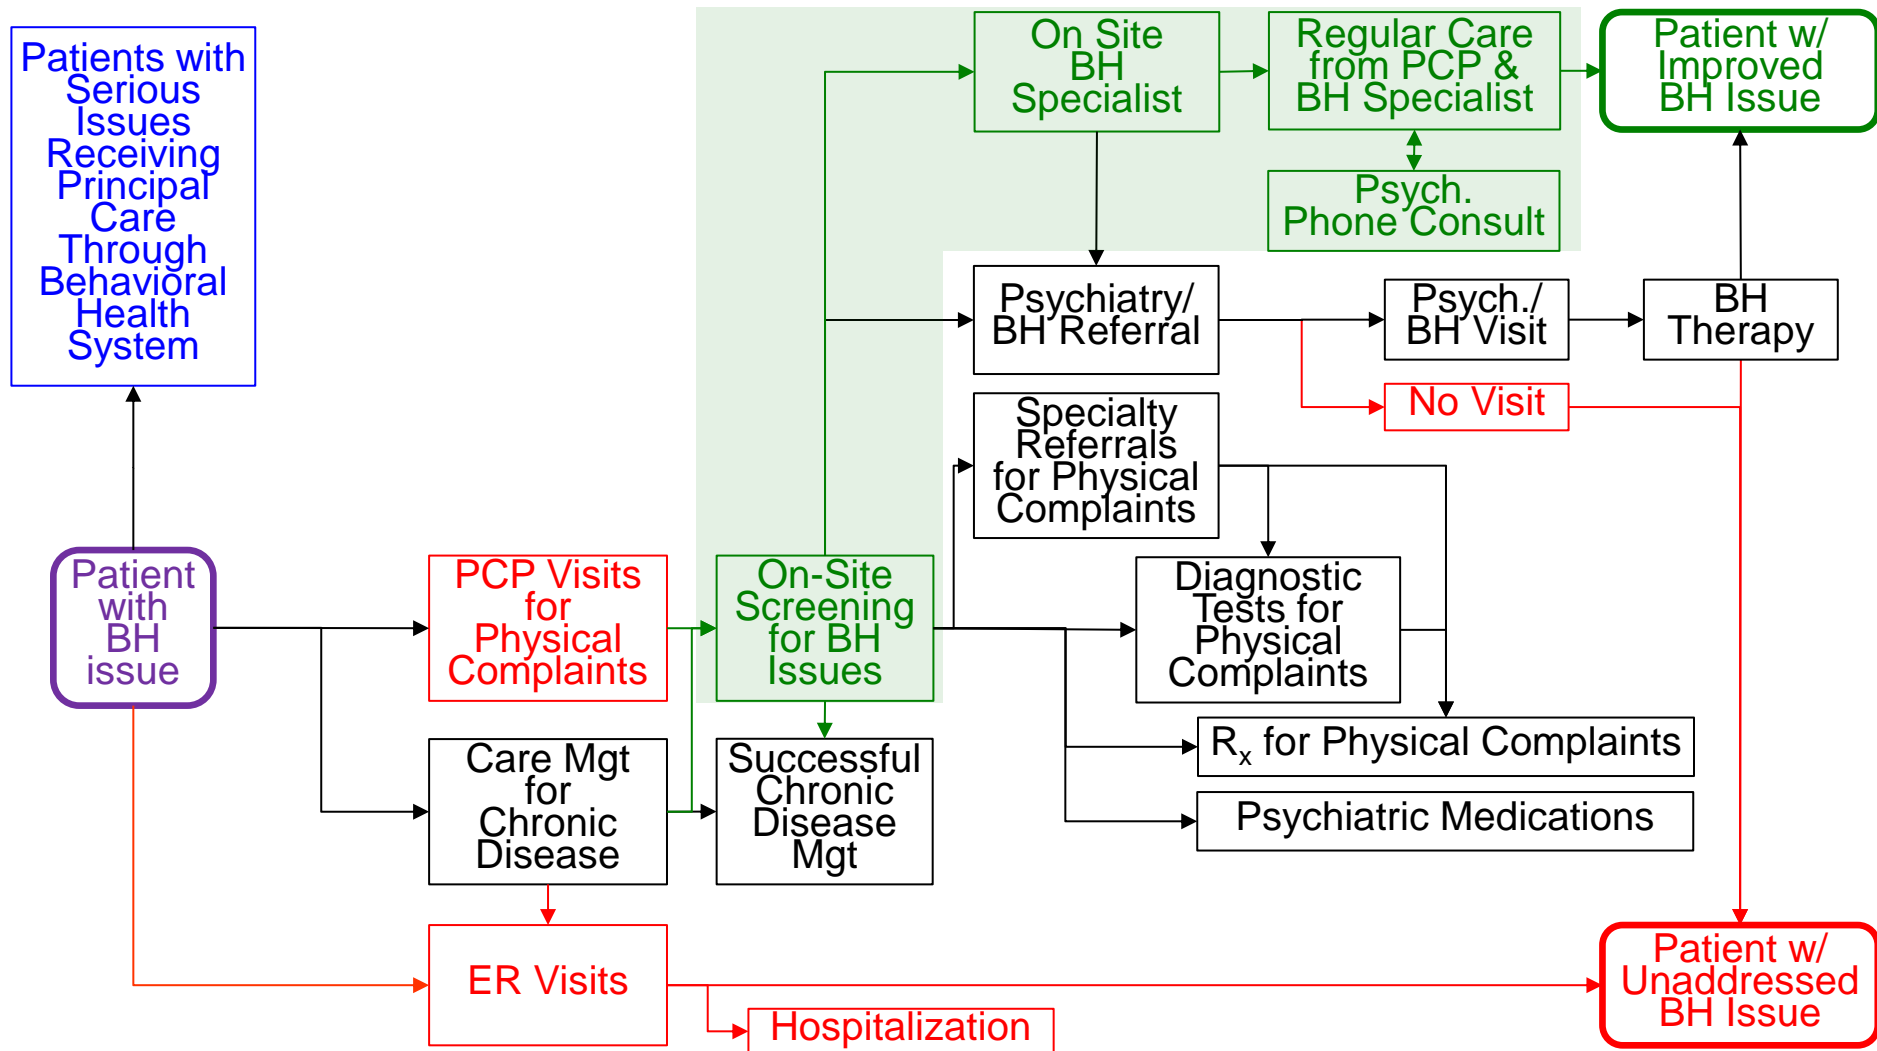 Patients with
Serious
Issues
Receiving
Principal
Care
Through
Behavioral
Health
System
On Site
BH
Specialist
Regular Care
from PCP &
BH Specialist
Patient w/
Improved
BH Issue
Psych.
Phone Consult
Psychiatry/
BH Referral
Psych./
BH Visit
BH
Therapy
No Visit
Specialty
Referrals
for Physical
Complaints
Patient
with
BH
issue
PCP Visits
for
Physical
Complaints
On-Site
Screening
for BH
Issues
Diagnostic
Tests for
Physical
Complaints
Rx for Physical Complaints
Care Mgt
for
Chronic
Disease
Successful
Chronic
Disease
Mgt
Psychiatric Medications
ER Visits
Hospitalization
Patient w/
Unaddressed
BH Issue